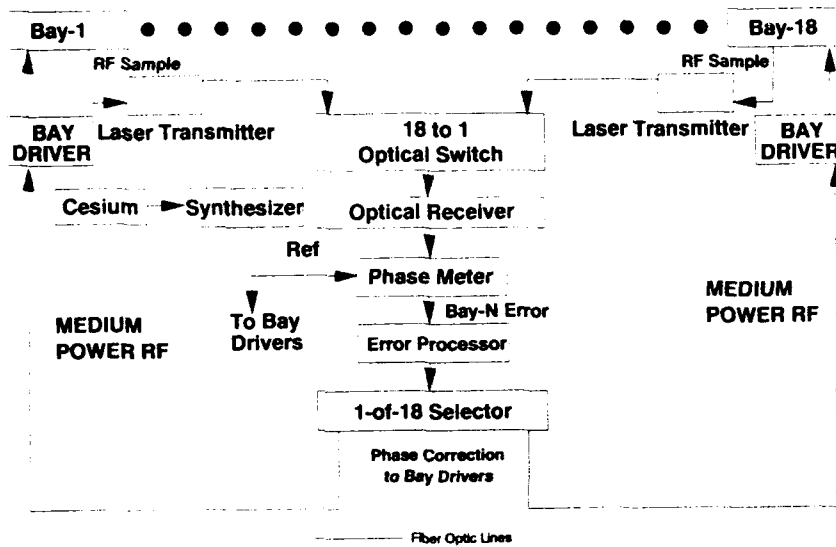 Bay-1
Bay-18
RF Sample
RF Sample
BAY
DRIVER
Laser Transmitter
18 to 1
Optical Switch
Laser Transmitter
BAY
DRIVER
Cesium
Synthesizer
Optical Receiver
Ref
Phase Meter
To Bay
Drivers
Bay-N Error
MEDIUM
POWER RF
MEDIUM
POWER RF
Error Processor
1-of-18 Selector
Phase Correction
to Bay Drivers
Fiber Optic Lines